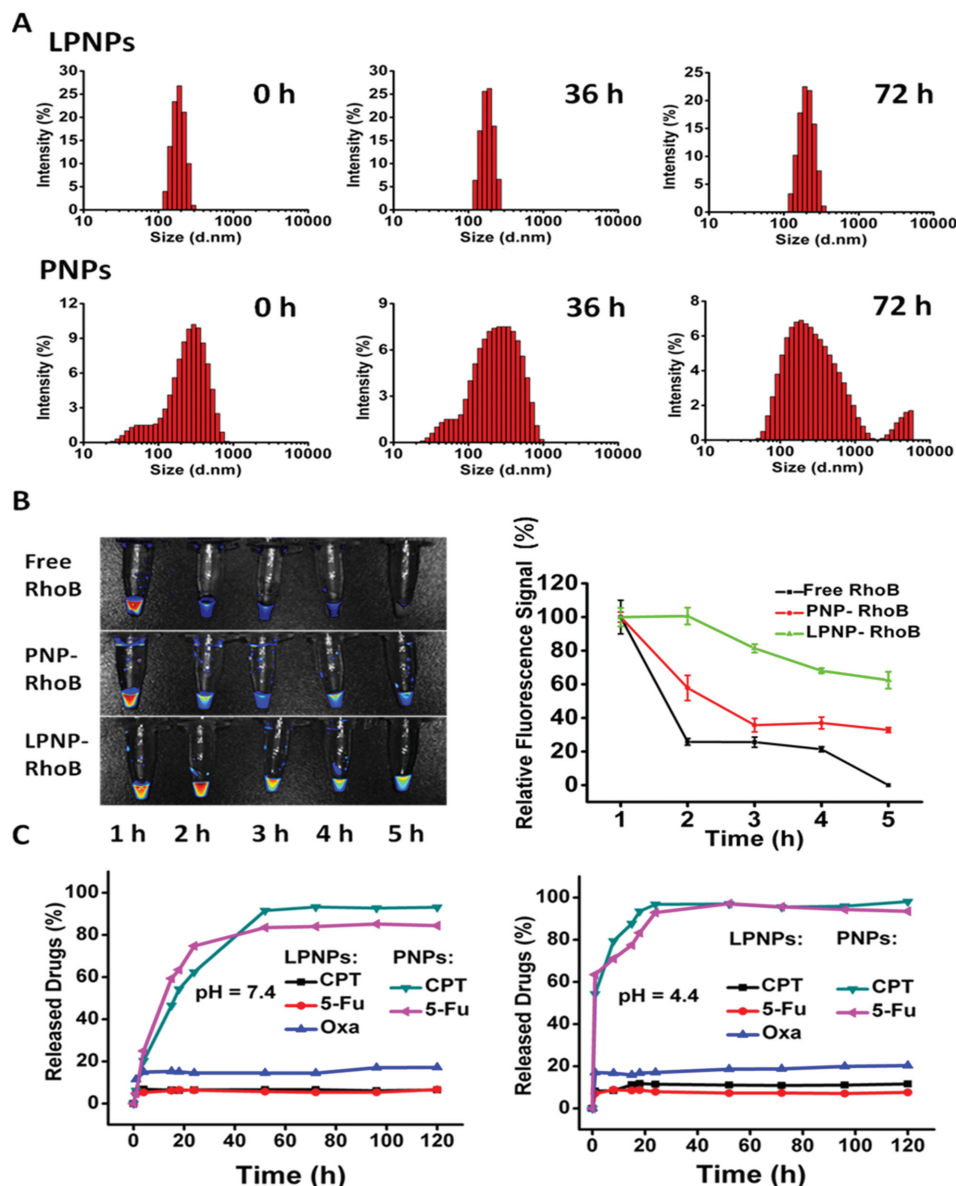 A
LPNPs
0 h
36 h
72 h
Intensity (%)
30
25
20
15
10
5
0
10 100 1000 10000
Size (d.nm)
Intensity (%)
30
25
20
15
10
5
0
10 100 1000 10000
Size (d.nm)
Intensity (%)
25
20
15
10
5
0
10 100 1000 10000
Size (d.nm)
PNPs
0 h
36 h
72 h
Intensity (%)
12
9
6
3
0
10 100 1000 10000
Size (d.nm)
Intensity (%)
9
6
3
0
10 100 1000 10000
Size (d.nm)
Intensity (%)
8
6
4
2
0
10 100 1000 10000
Size (d.nm)
B
Free
RhoB
PNP-
RhoB
LPNP-
RhoB
1 h 2 h 3 h 4 h 5 h
Relative Fluorescence Signal (%)
120
100
80
60
40
20
0
Free RhoB
PNP- RhoB
LPNP- RhoB
1 2 3 4 5
Time (h)
C
Released Drugs (%)
100
80
60
40
20
0
LPNPs: PNPs:
CPT CPT
5-Fu 5-Fu
Oxa
pH = 7.4
0 20 40 60 80 100 120
Time (h)
Released Drugs (%)
100
80
60
40
20
0
LPNPs: PNPs:
CPT CPT
5-Fu 5-Fu
Oxa
pH = 4.4
0 20 40 60 80 100 120
Time (h)